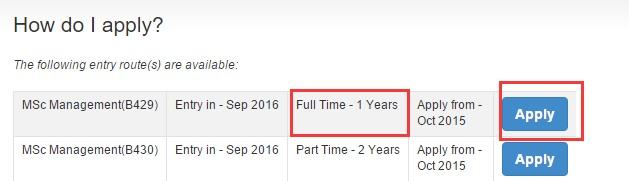 How do I apply?
The following entry route(s) are available:
MSc Management(B429) Entry in - Sep 2016 Full Time - 1 Years Apply from - Oct 2015 Apply
MSc Management(B430) Entry in - Sep 2016 Part Time - 2 Years Apply from - Oct 2015 Apply